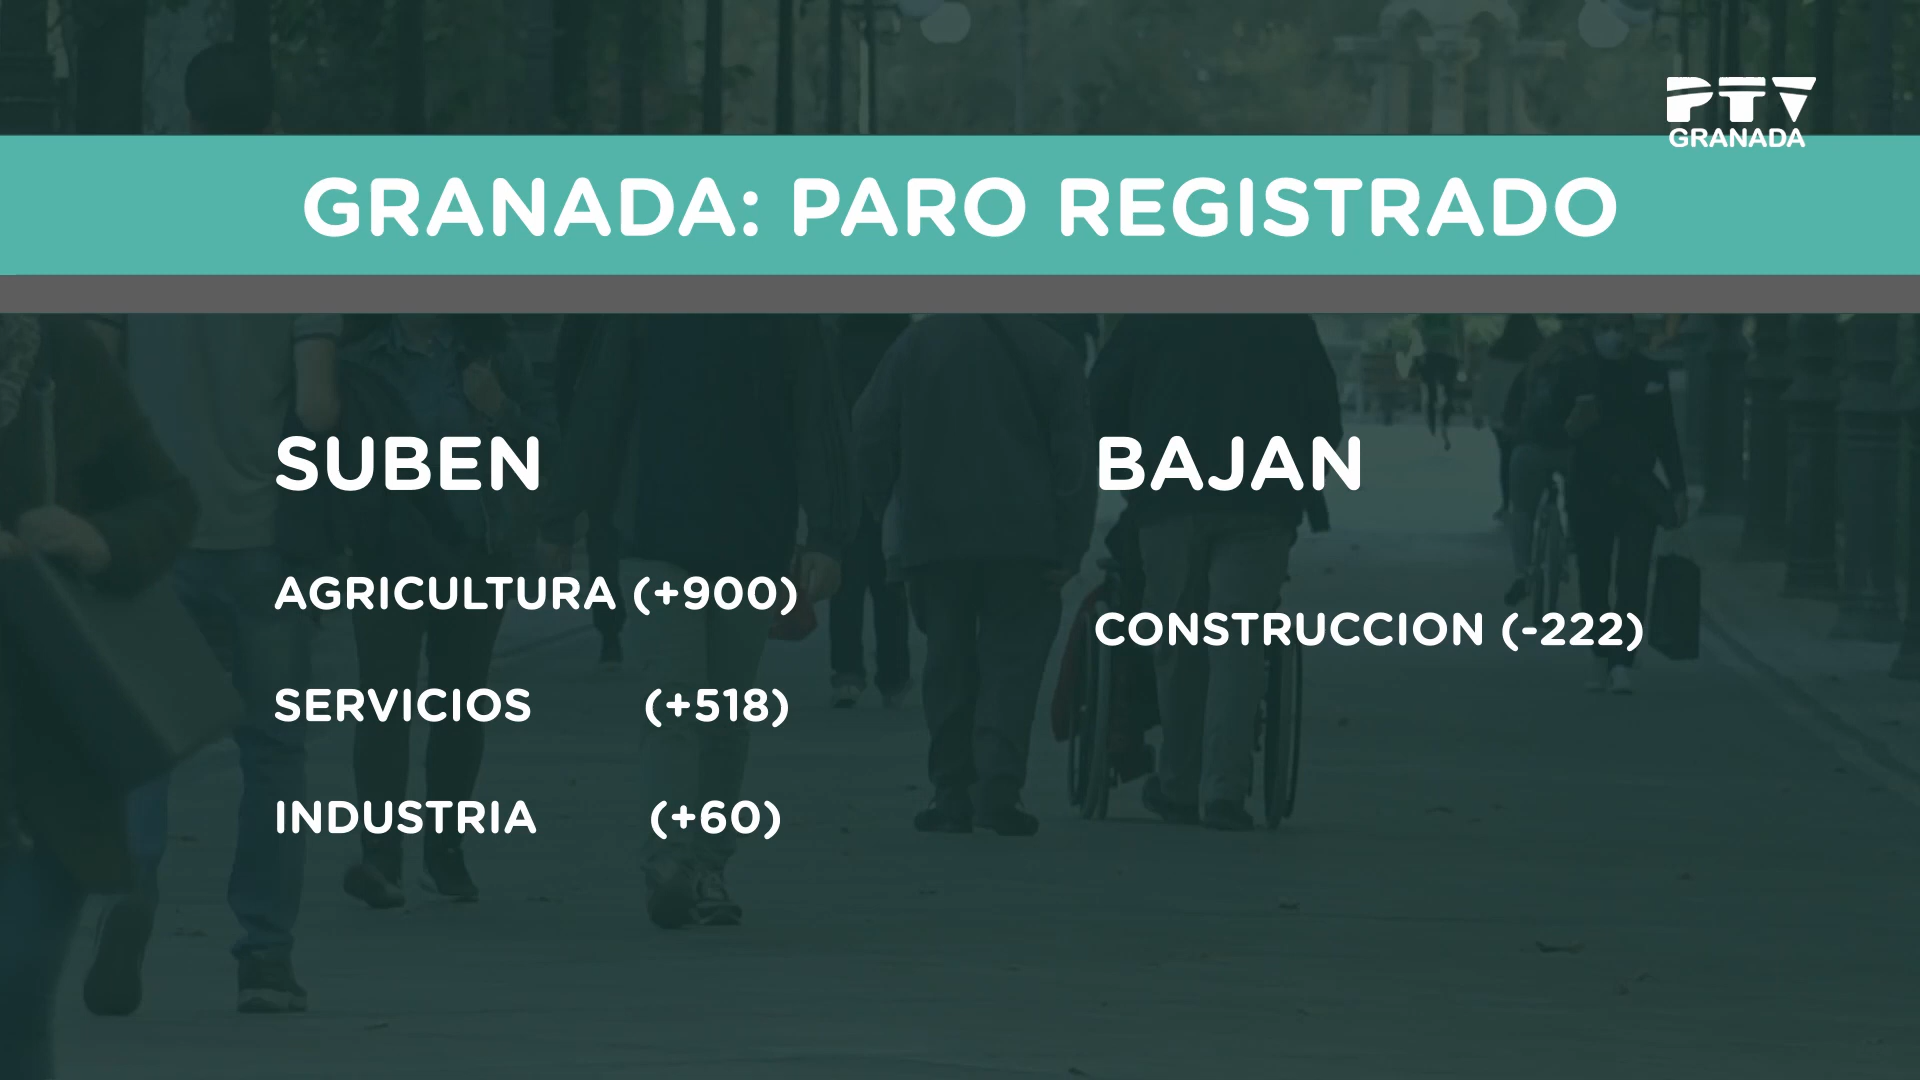 PTV
GRANADA
GRANADA: PARO REGISTRADO
SUBEN
AGRICULTURA (+900)
SERVICIOS (+518)
INDUSTRIA (+60)
BAJAN
CONSTRUCCION (-222)